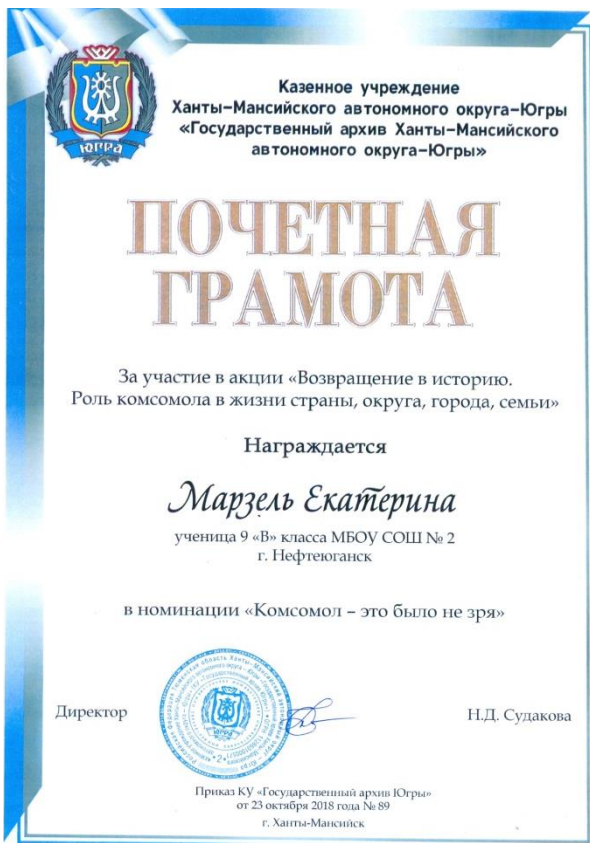 Казенное учреждение
Ханты-Мансийского автономного округа-Югры
«Государственный архив Ханты-Мансийского
автономного округа-Югры»
ЮГРА
ПОЧЕТНАЯ
ГРАМОТА
За участие в акции «Возвращение в историю.
Роль комсомола в жизни страны, округа, города, семьи»
Награждается
Марзель Екатерина
ученица 9 «В» класса МБОУ СОШ № 2
г. Нефтеюганск
в номинации «Комсомол – это было не зря»
Директор
ЮГРА
* 2 *
Н.Д. Судакова
Приказ КУ «Государственный архив Югры»
от 23 октября 2018 года № 89
г. Ханты-Мансийск